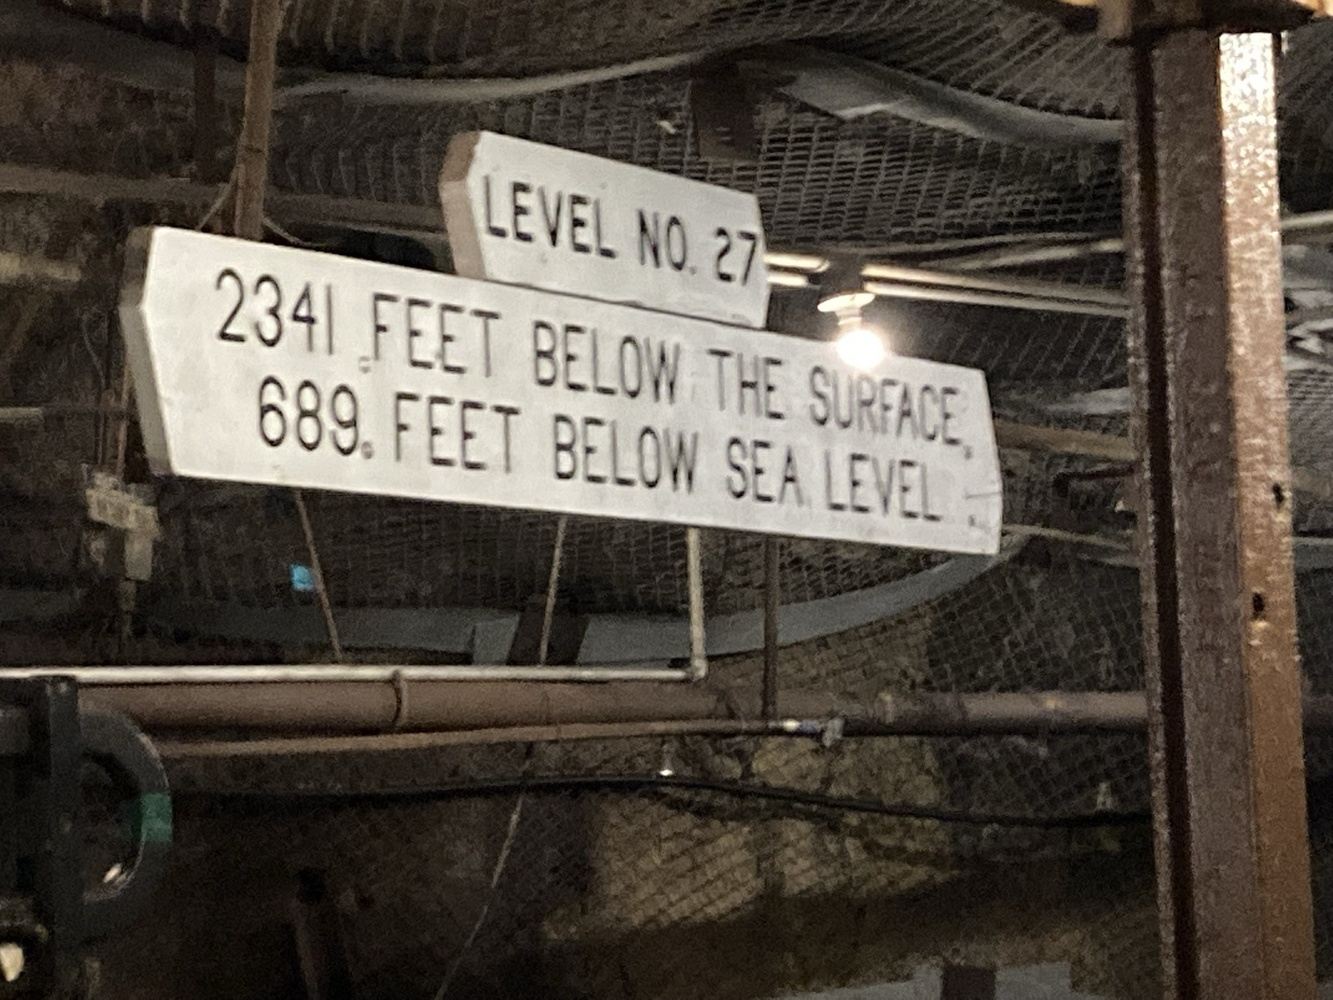 LEVEL NO. 27
2341 FEET BELOW THE SURFACE,
689. FEET BELOW SEA LEVEL